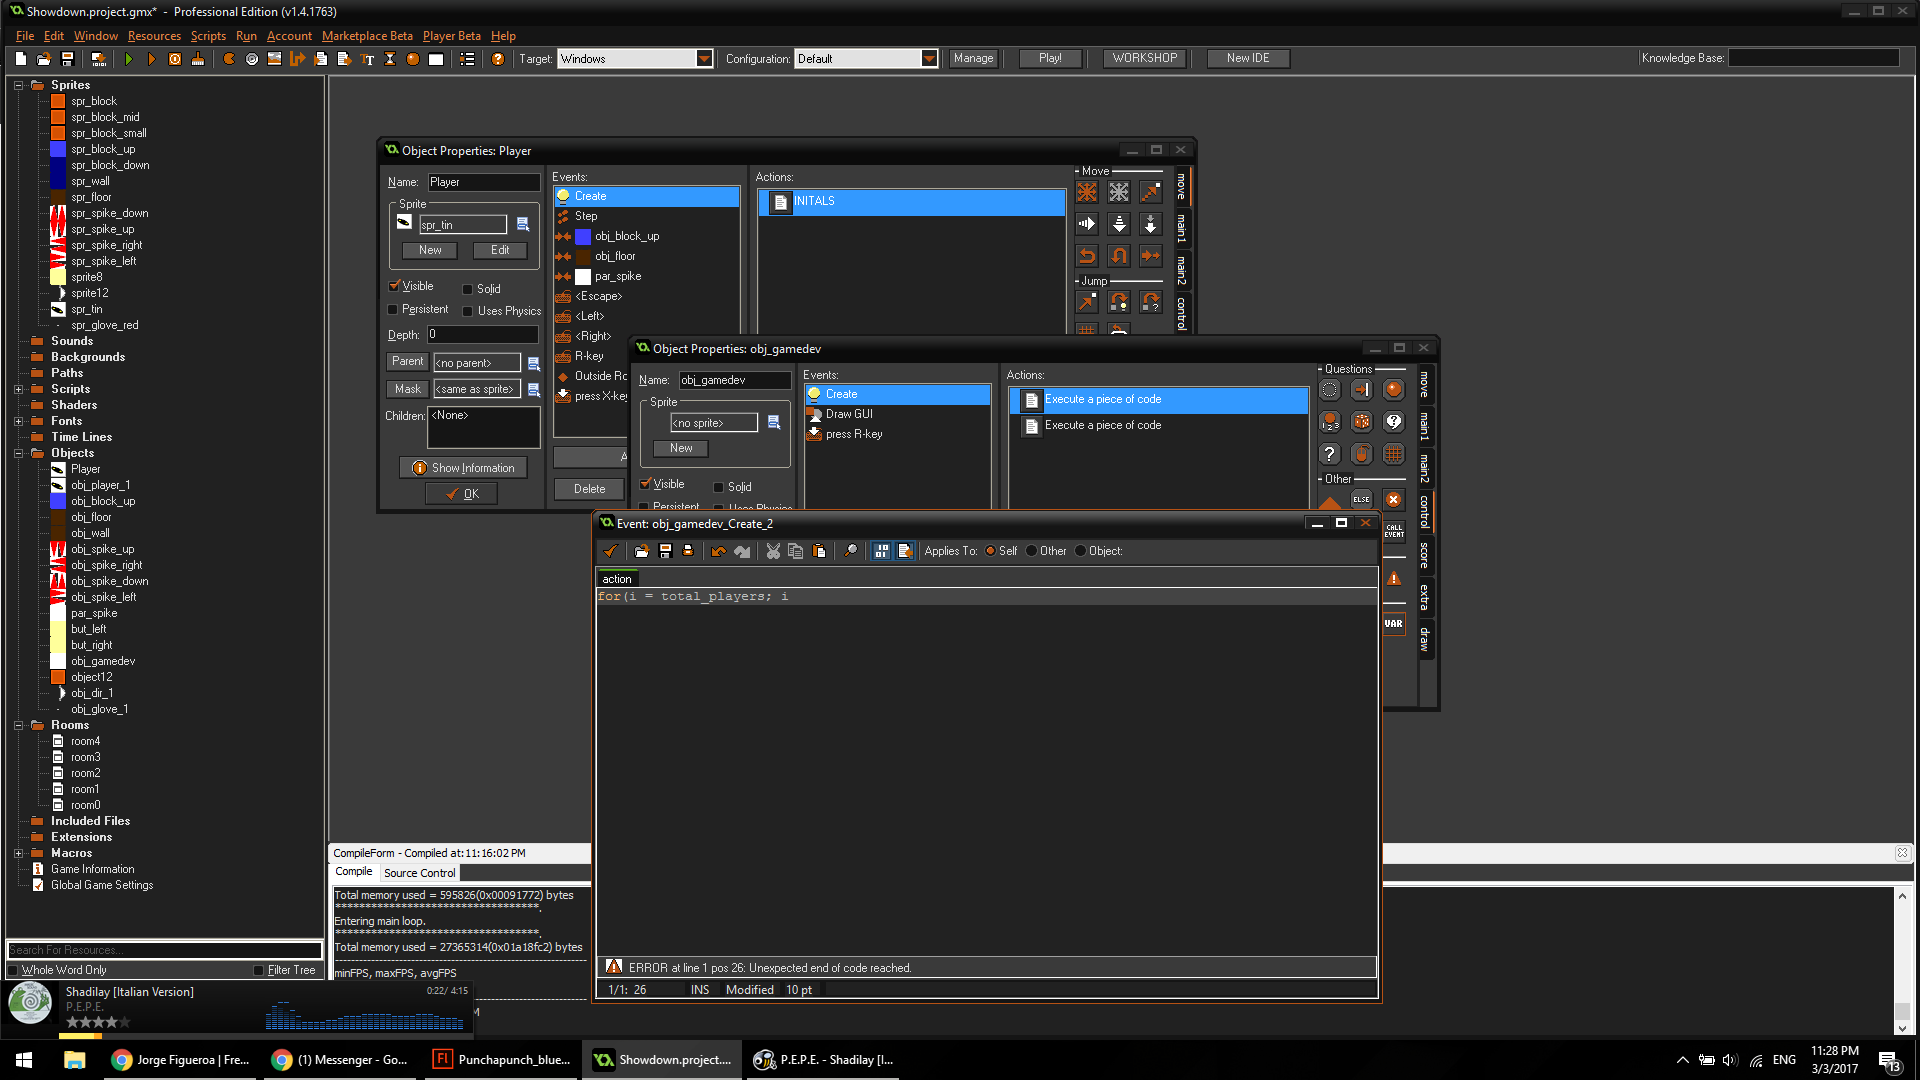 Showdown.project.gmx* - Professional Edition (v1.4.1763)
File Edit Window Resources Scripts Run Account Marketplace Beta Player Beta Help
Target: Windows Configuration: Default Manage Play! WORKSHOP New IDE Knowledge Base:
Sprites
spr_block
spr_block_mid
spr_block_small
spr_block_up
spr_block_down
spr_wall
spr_floor
spr_spike_down
spr_spike_up
spr_spike_right
spr_spike_left
sprite8
sprite12
spr_tin
spr_glove_red
Sounds
Backgrounds
Paths
Scripts
Shaders
Fonts
Time Lines
Objects
Player
obj_player_1
obj_block_up
obj_floor
obj_wall
obj_spike_up
obj_spike_right
obj_spike_down
obj_spike_left
par_spike
but_left
but_right
obj_gamedev
object12
obj_dir_1
obj_glove_1
Rooms
room4
room3
room2
room1
room0
Included Files
Extensions
Macros
Game Information
Global Game Settings
Search For Resources...
Whole Word Only Filter Tree
Object Properties: Player
Name: Player
Sprite
spr_tin
New Edit
Visible Solid
Persistent Uses Physics
Depth: 0
Parent <no parent>
Mask <same as sprite>
Children: <None>
Show Information
OK
Events:
Create
Step
obj_block_up
obj_floor
par_spike
<Escape>
<Left>
<Right>
R-key
Outside Ro
press X-key
A
Delete
Actions:
INITALS
Move
Jump
move
main1
main2
control
Object Properties: obj_gamedev
Name: obj_gamedev
Sprite
<no sprite>
New
Visible Solid
Persistent Uses Physics
Events:
Create
Draw GUI
press R-key
Actions:
Execute a piece of code
Execute a piece of code
Questions
1 2 3
Other
ELSE
CALL
EVENT
VAR
move
main1
main2
control
score
extra
draw
Event: obj_gamedev_Create_2
Applies To: Self Other Object:
action
for(i = total_players; i
ERROR at line 1 pos 26: Unexpected end of code reached.
1/1: 26 INS Modified 10 pt
CompileForm - Compiled at:11:16:02 PM
Compile Source Control
Total memory used = 595826(0x00091772) bytes
**********************************.
Entering main loop.
**********************************.
Total memory used = 27365314(0x01a18fc2) bytes
minFPS, maxFPS, avgFPS
Shadilay [Italian Version]
0:22/ 4:15
P.E.P.E.
Jorge Figueroa | Fre...
(1) Messenger - Go...
Punchapunch_blue...
Showdown.project....
P.E.P.E. - Shadilay [I...
ENG
11:28 PM
3/3/2017
13